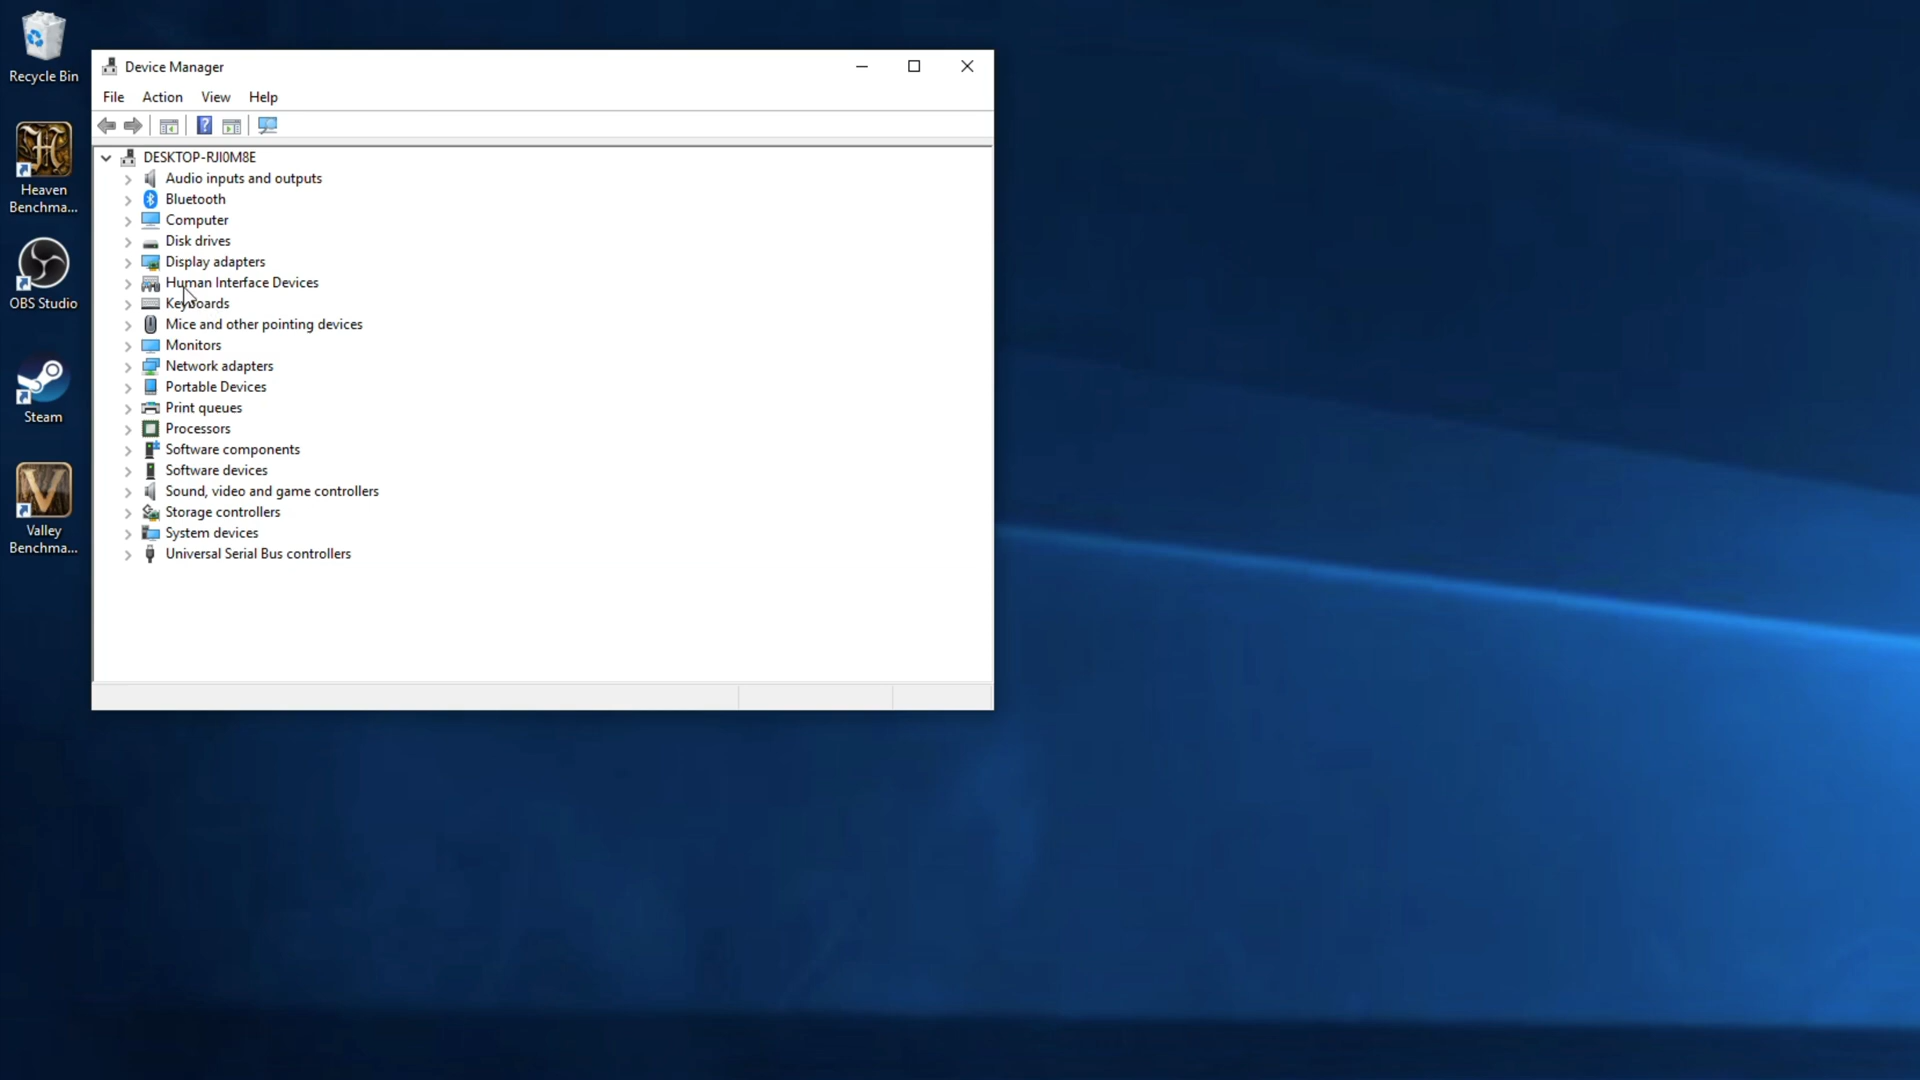 Recycle Bin
Heaven
Benchma...
OBS Studio
Steam
Valley
Benchma...
Device Manager
File Action View Help
DESKTOP-RJI0M8E
Audio inputs and outputs
Bluetooth
Computer
Disk drives
Display adapters
Human Interface Devices
Keyboards
Mice and other pointing devices
Monitors
Network adapters
Portable Devices
Print queues
Processors
Software components
Software devices
Sound, video and game controllers
Storage controllers
System devices
Universal Serial Bus controllers